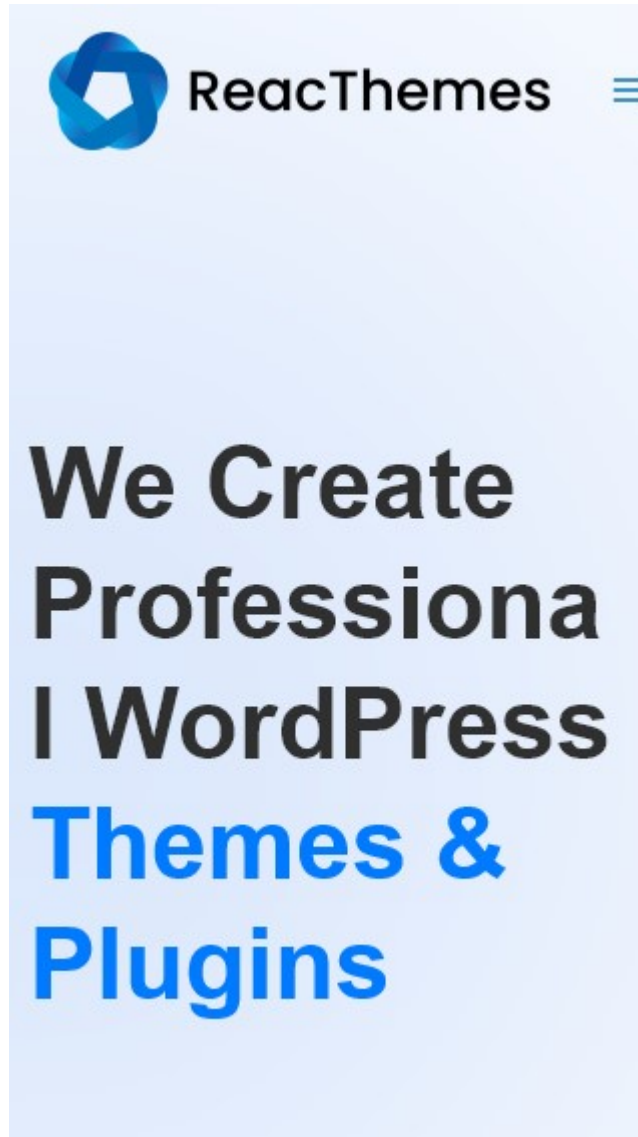 ReacThemes
We Create
Professiona
l WordPress
Themes &
Plugins